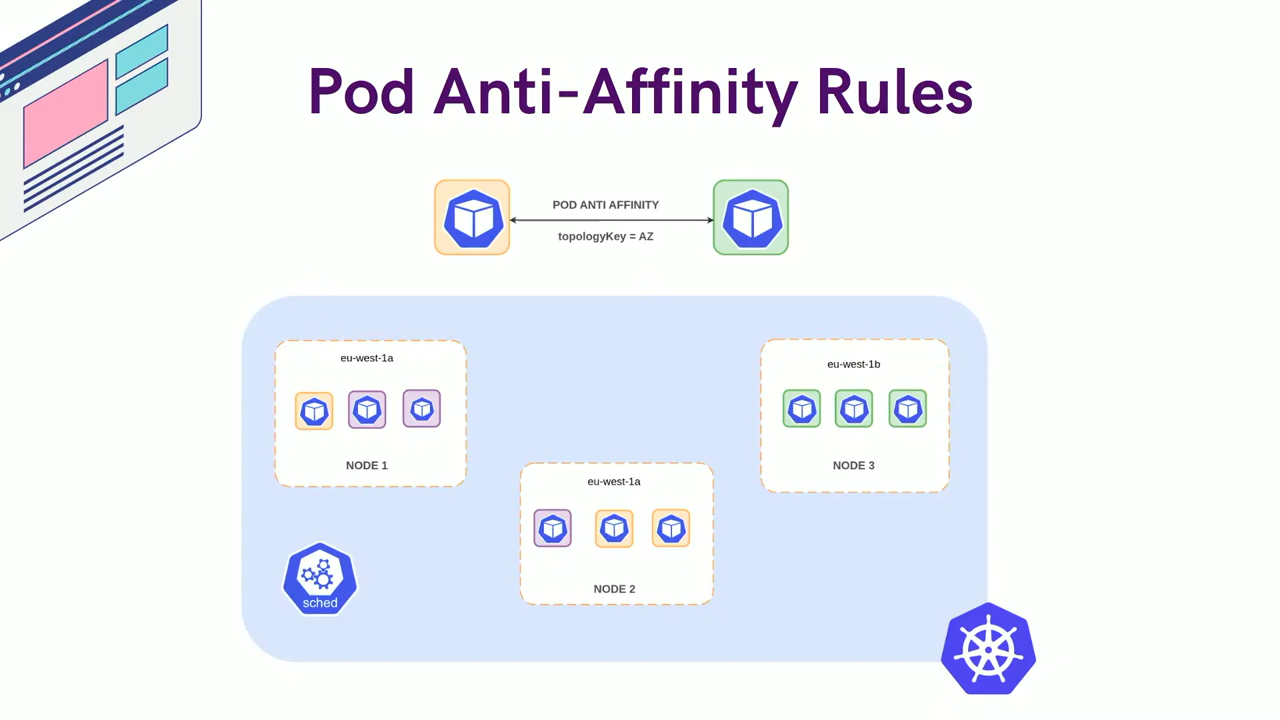 Pod Anti-Affinity Rules
POD ANTI AFFINITY
topologyKey = AZ
eu-west-1a
NODE 1
eu-west-1b
NODE 3
eu-west-1a
NODE 2
sched